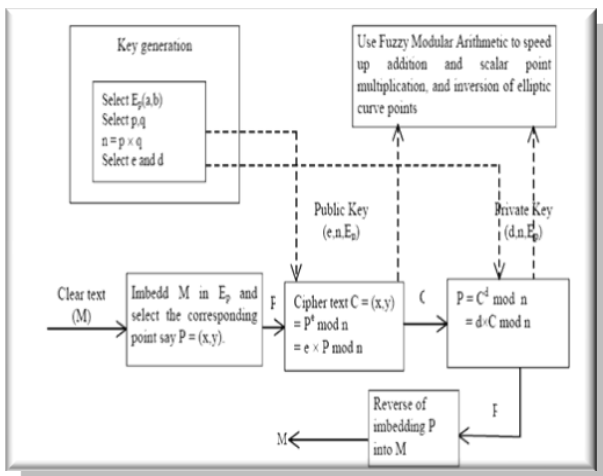 Key generation
Select Ep(a,b)
Select p,q
n = p × q
Select e and d
Use Fuzzy Modular Arithmetic to speed
up addition and scalar point
multiplication, and inversion of elliptic
curve points
Public Key
(e,n,En)
Private Key
(d,n,Ep)
Clear text
(M)
Imbedd M in Ep and
select the corresponding
point say P = (x,y).
P
Cipher text C = (x,y)
= Pe mod n
= e × P mod n
C
P = Cd mod n
= d×C mod n
P
Reverse of
imbedding P
into M
M